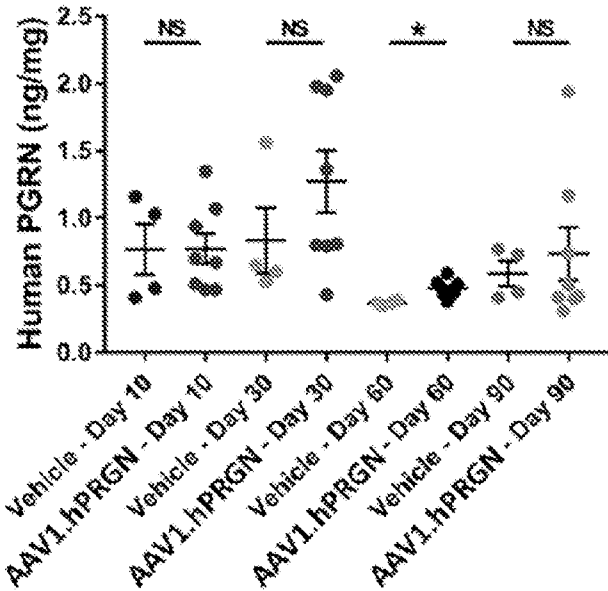 Human PGRN (ng/mg)
2.5
2.0
1.5
1.0
0.5
0.0
NS
NS
*
NS
Vehicle - Day 10
AAV1.hPRGN - Day 10
Vehicle - Day 30
AAV1.hPRGN - Day 30
Vehicle - Day 60
AAV1.hPRGN - Day 60
Vehicle - Day 90
AAV1.hPRGN - Day 90